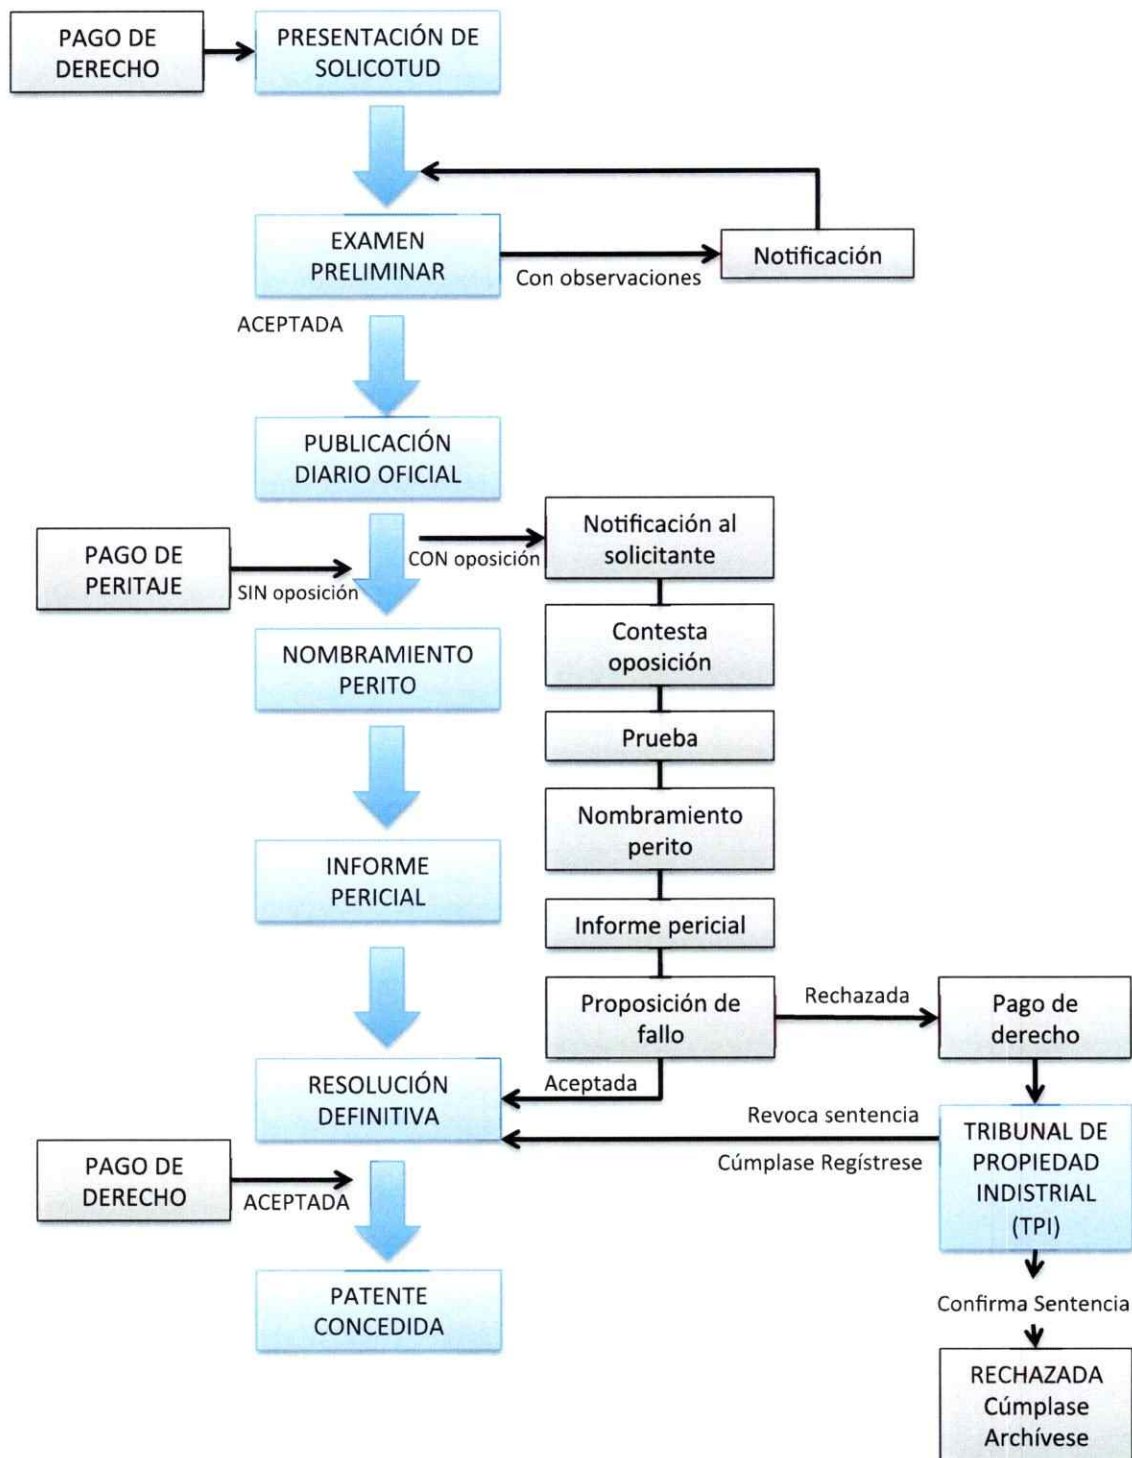 PAGO DE
DERECHO
PRESENTACIÓN DE
SOLICOTUD
EXAMEN
PRELIMINAR
Con observaciones
Notificación
ACEPTADA
PUBLICACIÓN
DIARIO OFICIAL
PAGO DE
PERITAJE
SIN oposición
CON oposición
Notificación al
solicitante
Contesta
oposición
NOMBRAMIENTO
PERITO
Prueba
Nombramiento
perito
INFORME
PERICIAL
Informe pericial
Proposición de
fallo
Rechazada
Pago de
derecho
Aceptada
RESOLUCIÓN
DEFINITIVA
Revoca sentencia
Cúmplase Regístrese
TRIBUNAL DE
PROPIEDAD
INDISTRIAL
(TPI)
PAGO DE
DERECHO
ACEPTADA
PATENTE
CONCEDIDA
Confirma Sentencia
RECHAZADA
Cúmplase
Archívese